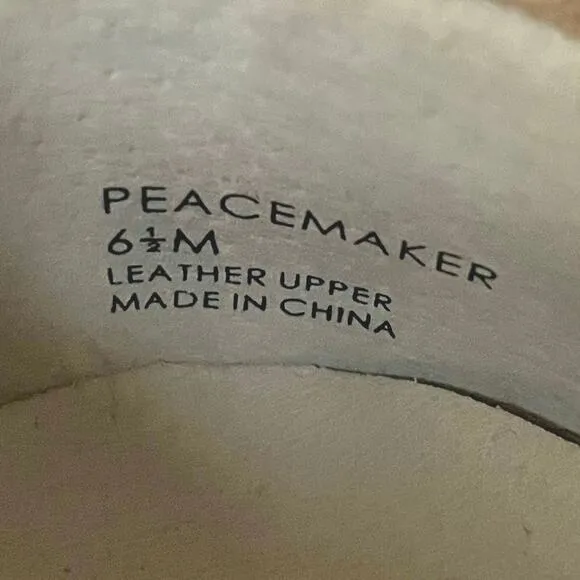 PEACEMAKER
6½M
LEATHER UPPER
MADE IN CHINA